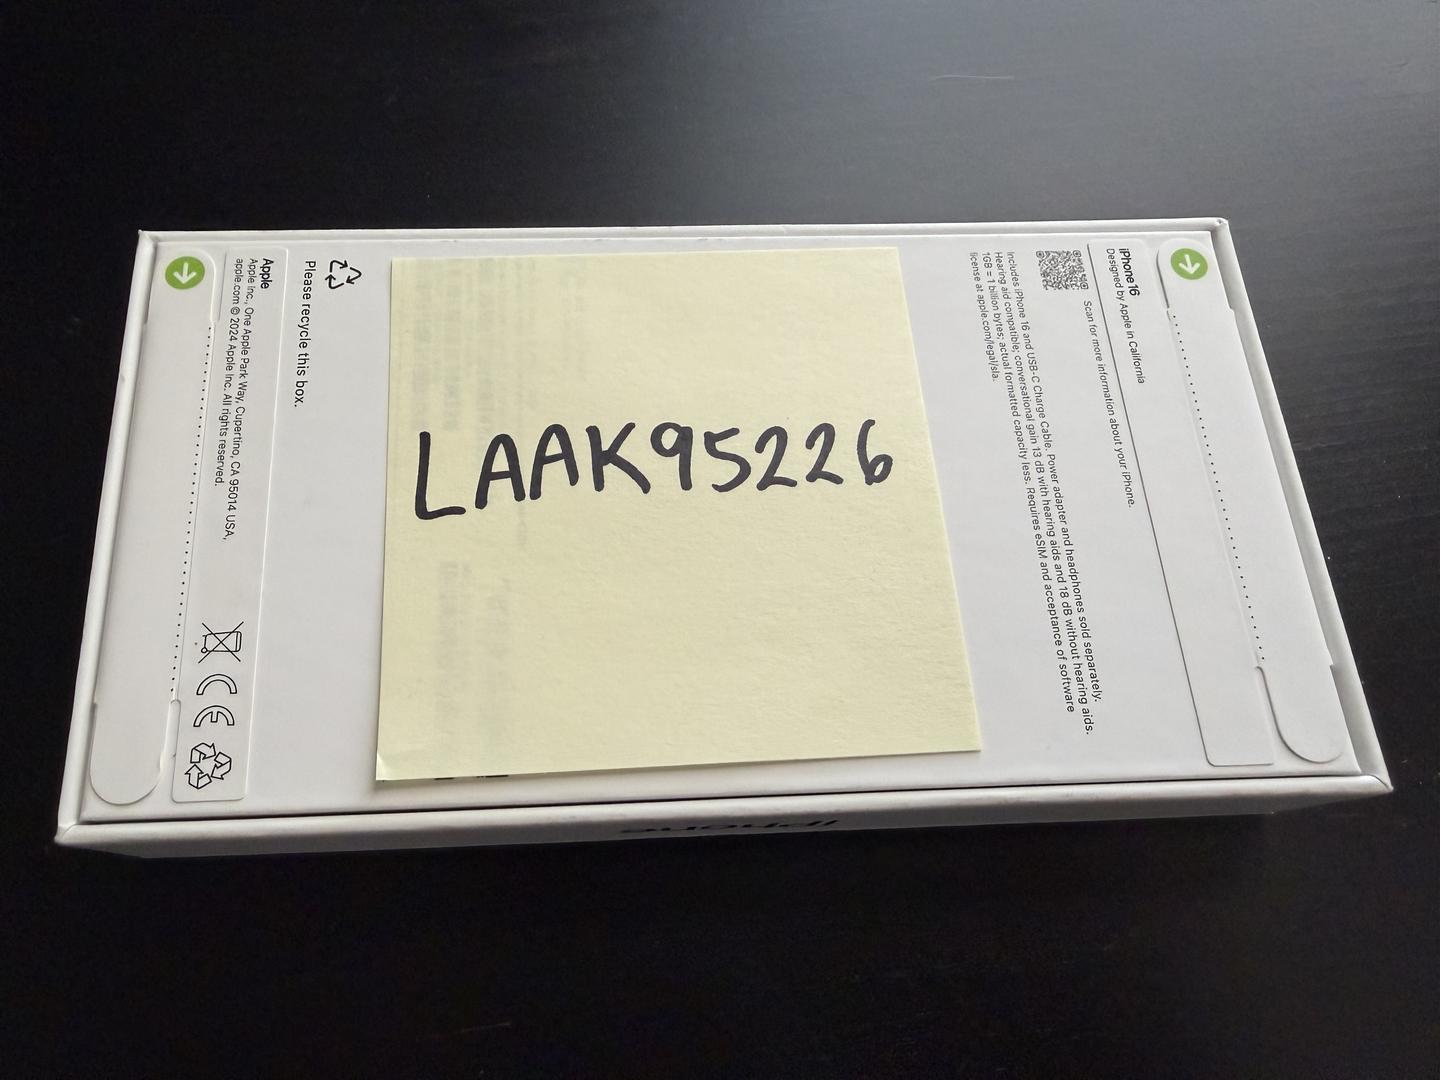 LAAK95226
iPhone 16
Designed by Apple in California
Scan for more information about your iPhone.
Includes iPhone 16 and USB-C Charge Cable. Power adapter and headphones sold separately.
Hearing aid compatible; conversational gain 13 dB with hearing aids and 18 dB without hearing aids.
1GB = 1 billion bytes; actual formatted capacity less. Requires eSIM and acceptance of software
license at apple.com/legal/sla.
Please recycle this box.
Apple
Apple Inc., One Apple Park Way, Cupertino, CA 95014 USA,
apple.com © 2024 Apple Inc. All rights reserved.
CE
iPhone